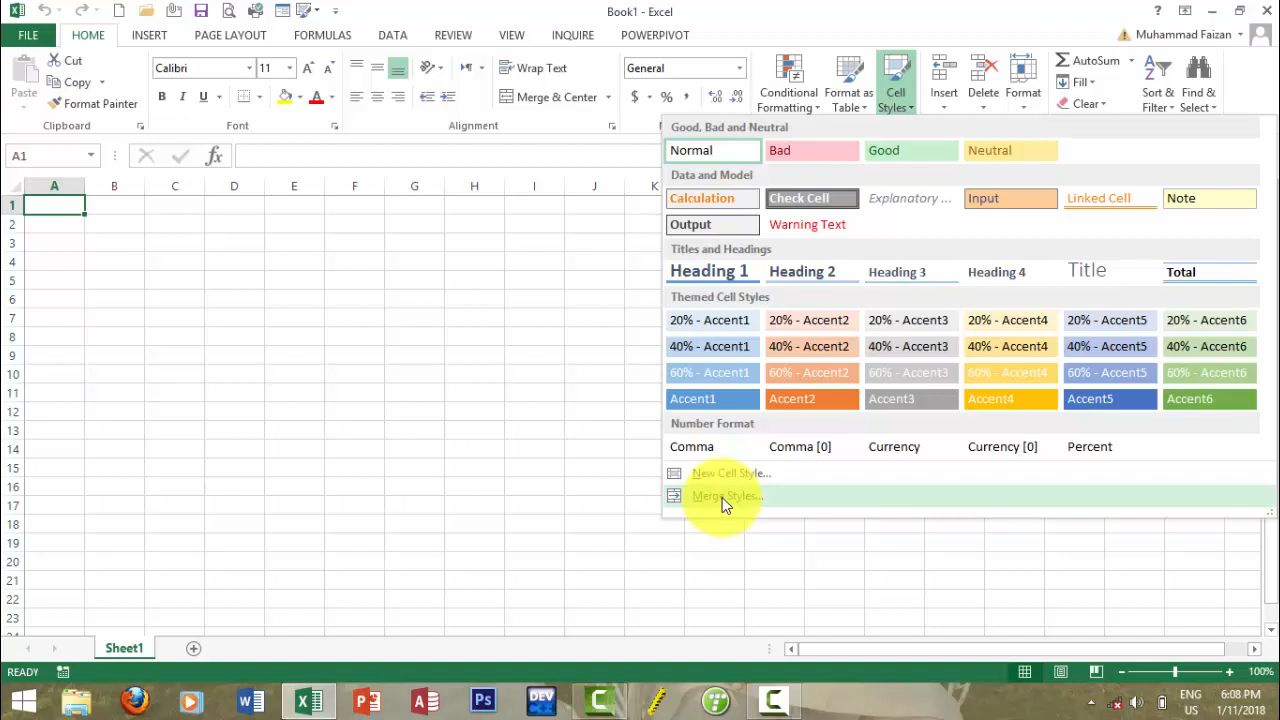 Book1 - Excel
?
FILE HOME INSERT PAGE LAYOUT FORMULAS DATA REVIEW VIEW INQUIRE POWERPIVOT Muhammad Faizan
Paste
Cut
Copy
Format Painter
Clipboard
Calibri 11
B I U
Font
Wrap Text
Merge & Center
Alignment
General
$ % ,
Conditional Formatting
Format as Table
Cell Styles
Insert
Delete
Format
AutoSum
Fill
Clear
Sort & Filter
Find & Select
A1
fx
A B C D E F G H I J K
1
2
3
4
5
6
7
8
9
10
11
12
13
14
15
16
17
18
19
20
21
22
23
Good, Bad and Neutral
Normal Bad Good Neutral
Data and Model
Calculation Check Cell Explanatory ... Input Linked Cell Note
Output Warning Text
Titles and Headings
Heading 1 Heading 2 Heading 3 Heading 4 Title Total
Themed Cell Styles
20% - Accent1 20% - Accent2 20% - Accent3 20% - Accent4 20% - Accent5 20% - Accent6
40% - Accent1 40% - Accent2 40% - Accent3 40% - Accent4 40% - Accent5 40% - Accent6
60% - Accent1 60% - Accent2 60% - Accent3 60% - Accent4 60% - Accent5 60% - Accent6
Accent1 Accent2 Accent3 Accent4 Accent5 Accent6
Number Format
Comma Comma [0] Currency Currency [0] Percent
New Cell Style...
Merge Styles...
Sheet1
READY
100%
ENG 6:08 PM
US 1/11/2018